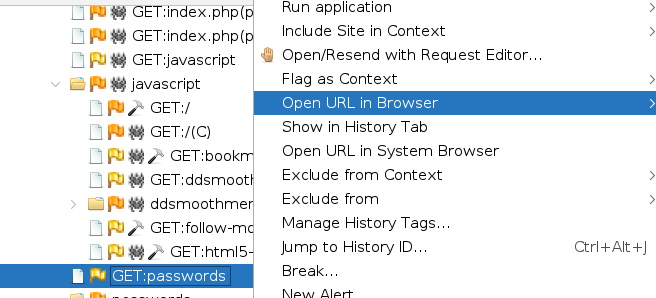 GET:index.php(p
GET:index.php(p
GET:javascript
javascript
GET:/
GET://(C)
GET:bookm
GET:ddsmooth
ddsmoothmer
GET:follow-mo
GET:html5-
GET:passwords
Run application
Include Site in Context
Open/Resend with Request Editor...
Flag as Context
Open URL in Browser
Show in History Tab
Open URL in System Browser
Exclude from Context
Exclude from
Manage History Tags...
Jump to History ID... Ctrl+Alt+J
Break...
New Alert